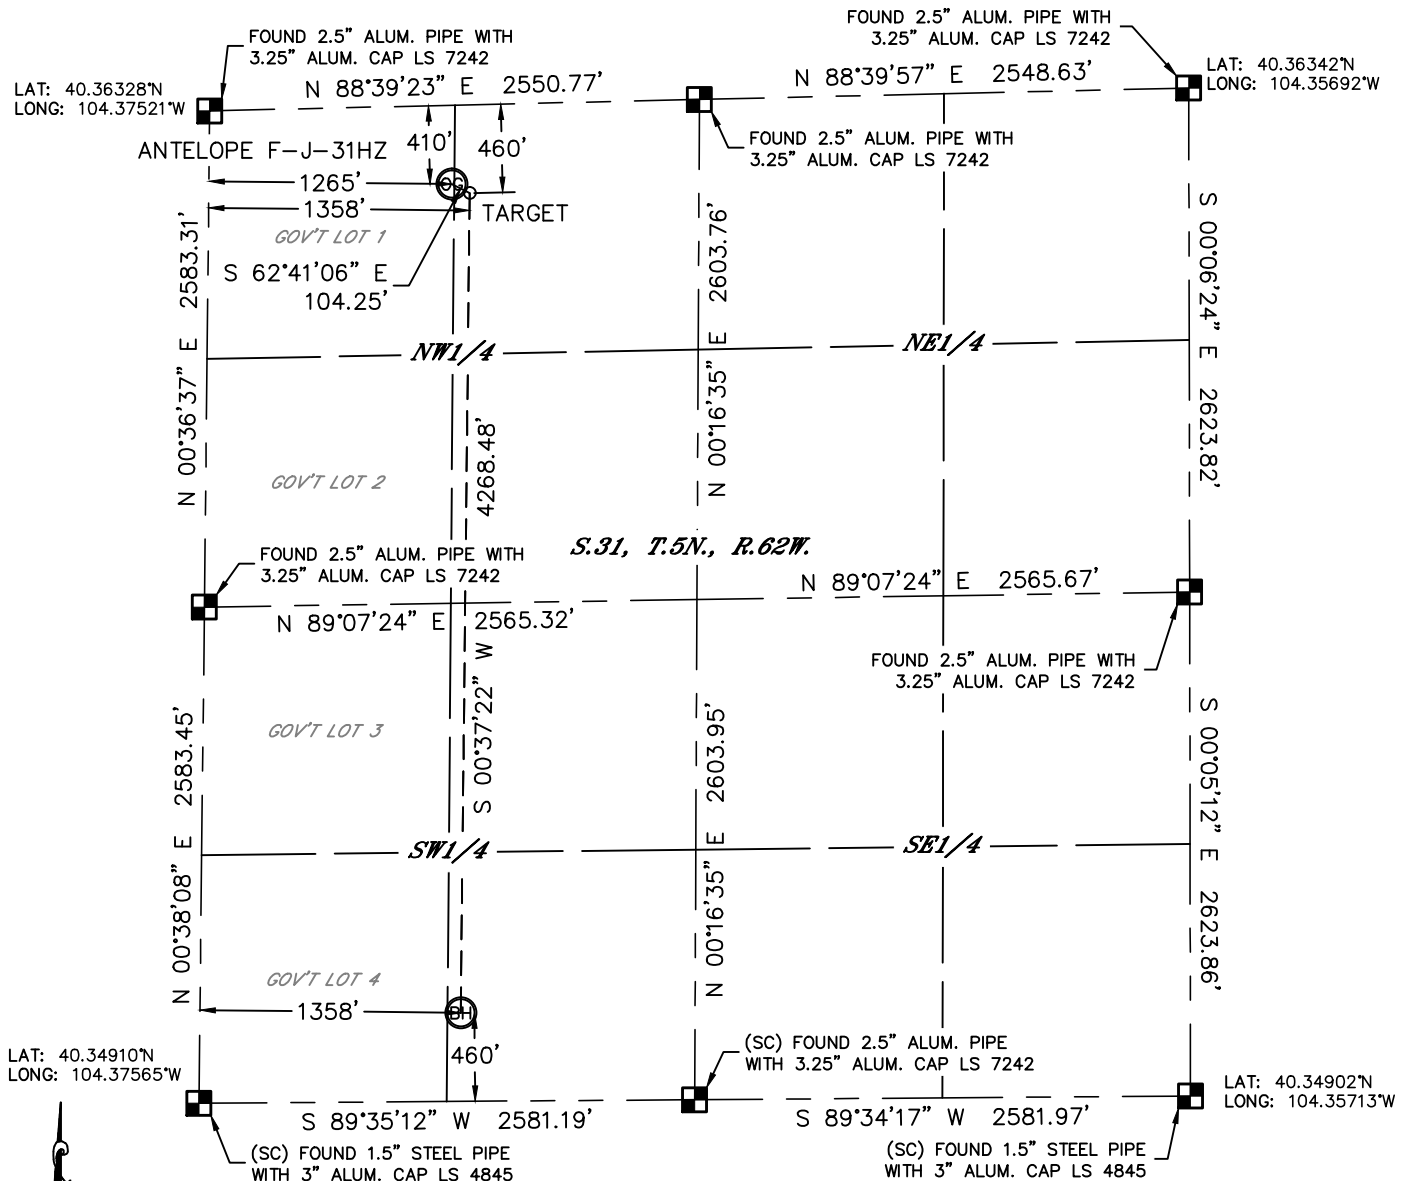 FOUND 2.5" ALUM. PIPE WITH
3.25" ALUM. CAP LS 7242
FOUND 2.5" ALUM. PIPE WITH
3.25" ALUM. CAP LS 7242
LAT: 40.36328°N
LONG: 104.37521°W
N 88°39'23" E 2550.77'
N 88°39'57" E 2548.63'
LAT: 40.36342°N
LONG: 104.35692°W
FOUND 2.5" ALUM. PIPE WITH
3.25" ALUM. CAP LS 7242
ANTELOPE F-J-31HZ
410'
460'
1265'
OG
1358'
TARGET
GOV'T LOT 1
S 62°41'06" E
104.25'
N 00°36'37" E 2583.31'
N 00°16'35" E 2603.76'
S 00°06'24" E 2623.82'
NW1/4
NE1/4
4268.48'
GOV'T LOT 2
S.31, T.5N., R.62W.
FOUND 2.5" ALUM. PIPE WITH
3.25" ALUM. CAP LS 7242
N 89°07'24" E 2565.67'
N 89°07'24" E 2565.32'
S 00°37'22" W
FOUND 2.5" ALUM. PIPE WITH
3.25" ALUM. CAP LS 7242
GOV'T LOT 3
N 00°38'08" E 2583.45'
N 00°16'35" E 2603.95'
S 00°05'12" E 2623.86'
SW1/4
SE1/4
GOV'T LOT 4
1358'
BH
460'
(SC) FOUND 2.5" ALUM. PIPE
WITH 3.25" ALUM. CAP LS 7242
LAT: 40.34910°N
LONG: 104.37565°W
LAT: 40.34902°N
LONG: 104.35713°W
S 89°35'12" W 2581.19'
S 89°34'17" W 2581.97'
(SC) FOUND 1.5" STEEL PIPE
WITH 3" ALUM. CAP LS 4845
(SC) FOUND 1.5" STEEL PIPE
WITH 3" ALUM. CAP LS 4845